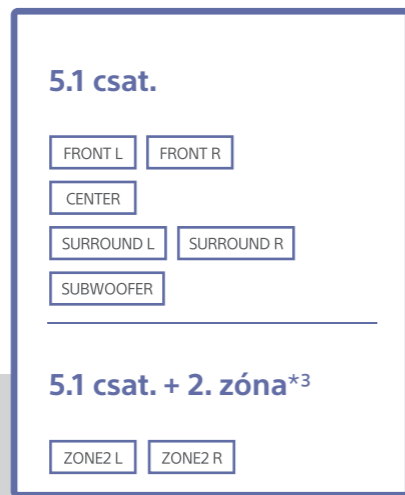 5.1 csat.
FRONT L FRONT R
CENTER
SURROUND L SURROUND R
SUBWOOFER
5.1 csat. + 2. zóna*3
ZONE2 L ZONE2 R